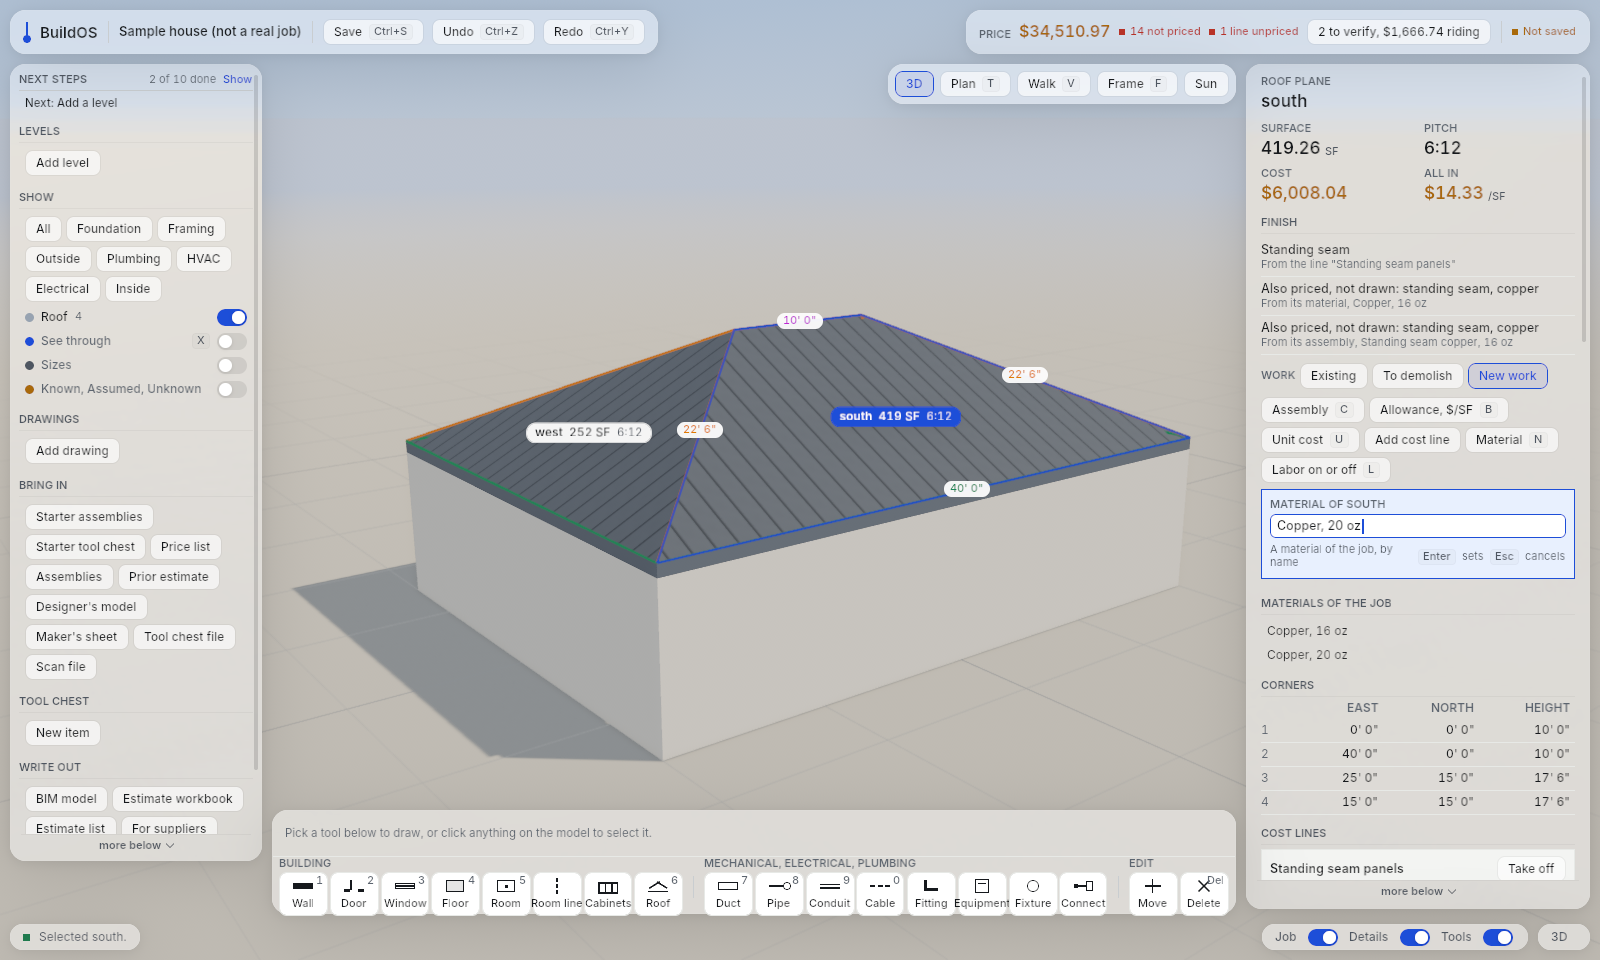 BuildOS
Sample house (not a real job)
Save Ctrl+S
Undo Ctrl+Z
Redo Ctrl+Y
PRICE $34,510.97
14 not priced
1 line unpriced
2 to verify, $1,666.74 riding
Not saved
NEXT STEPS 2 of 10 done Show
Next: Add a level
LEVELS
Add level
SHOW
All Foundation Framing
Outside Plumbing HVAC
Electrical Inside
Roof 4
See through X
Sizes
Known, Assumed, Unknown
DRAWINGS
Add drawing
BRING IN
Starter assemblies
Starter tool chest Price list
Assemblies Prior estimate
Designer's model
Maker's sheet Tool chest file
Scan file
TOOL CHEST
New item
WRITE OUT
BIM model Estimate workbook
Estimate list For suppliers
more below
Selected south.
3D Plan T Walk V Frame F Sun
10' 0"
22' 6"
south 419 SF 6:12
west 252 SF 6:12
22' 6"
40' 0"
Pick a tool below to draw, or click anything on the model to select it.
BUILDING
1 Wall
2 Door
3 Window
4 Floor
5 Room
Room line
Cabinets
6 Roof
MECHANICAL, ELECTRICAL, PLUMBING
7 Duct
8 Pipe
9 Conduit
0 Cable
Fitting
Equipment
Fixture
Connect
EDIT
Move
Del Delete
ROOF PLANE
south
SURFACE PITCH
419.26 SF 6:12
COST ALL IN
$6,008.04 $14.33 /SF
FINISH
Standing seam
From the line "Standing seam panels"
Also priced, not drawn: standing seam, copper
From its material, Copper, 16 oz
Also priced, not drawn: standing seam, copper
From its assembly, Standing seam copper, 16 oz
WORK Existing To demolish New work
Assembly C Allowance, $/SF B
Unit cost U Add cost line Material N
Labor on or off L
MATERIAL OF SOUTH
Copper, 20 oz
A material of the job, by name
Enter sets Esc cancels
MATERIALS OF THE JOB
Copper, 16 oz
Copper, 20 oz
CORNERS
EAST NORTH HEIGHT
1 0' 0" 0' 0" 10' 0"
2 40' 0" 0' 0" 10' 0"
3 25' 0" 15' 0" 17' 6"
4 15' 0" 15' 0" 17' 6"
COST LINES
Standing seam panels Take off
more below
Job Details Tools 3D